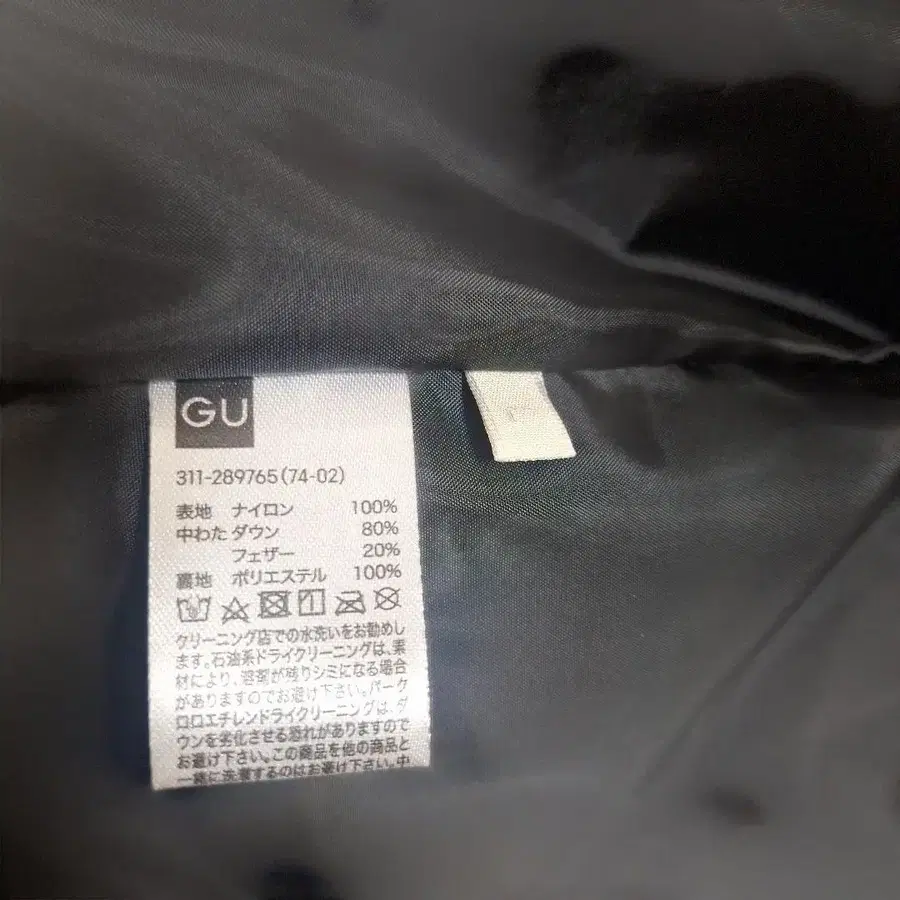 GU
311-289765(74-02)
表地 ナイロン 100%
中わた ダウン 80%
フェザー 20%
裏地 ポリエステル 100%
クリーニング店での水洗いをお勧めし
ます。石油系ドライクリーニングは、素
材により、溶剤が残りシミになる場合
がありますのでお避け下さい。パーク
ロロエチレンドライクリーニングは、ダ
ウンを劣化させる恐れがありますので
お避け下さい。この商品を他の商品と
一緒に洗濯するのはお避け下さい。中